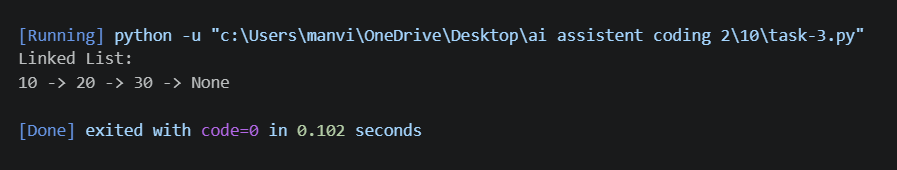 [Running] python -u "c:\Users\manvi\OneDrive\Desktop\ai assistent coding 2\10\task-3.py"
Linked List:
10 -> 20 -> 30 -> None
[Done] exited with code=0 in 0.102 seconds